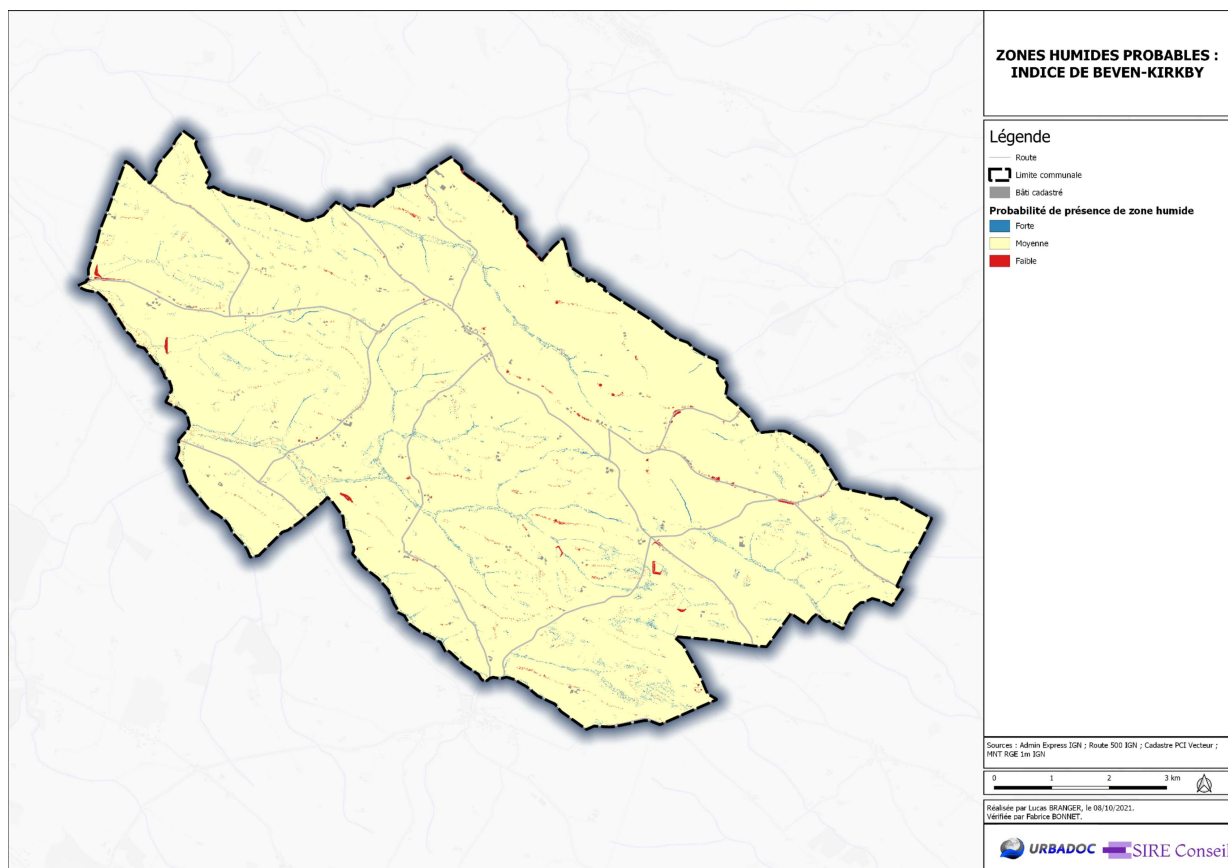 ZONES HUMIDES PROBABLES :
INDICE DE BEVEN-KIRKBY
Légende
Route
Limite communale
Bâti cadastré
Probabilité de présence de zone humide
Forte
Moyenne
Faible
Sources : Admin Express IGN ; Route 500 IGN ; Cadastre PCI Vecteur ;
MNT RGE 1m IGN
0 1 2 3 km
Réalisée par Lucas BRANGER, le 08/10/2021.
Vérifiée par Fabrice BONNET.
URBADOC SIRE Conseil